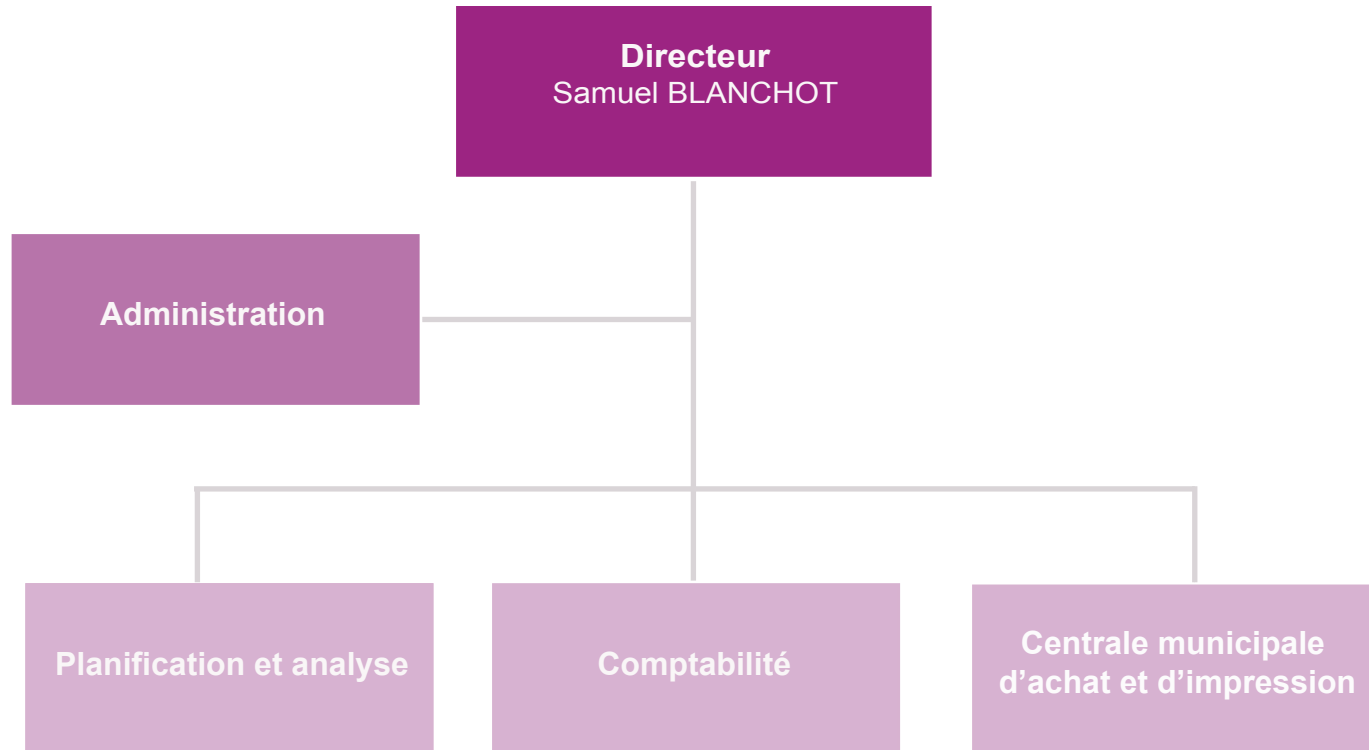 Directeur
Samuel BLANCHOT
Administration
Planification et analyse
Comptabilité
Centrale municipale
d’achat et d’impression